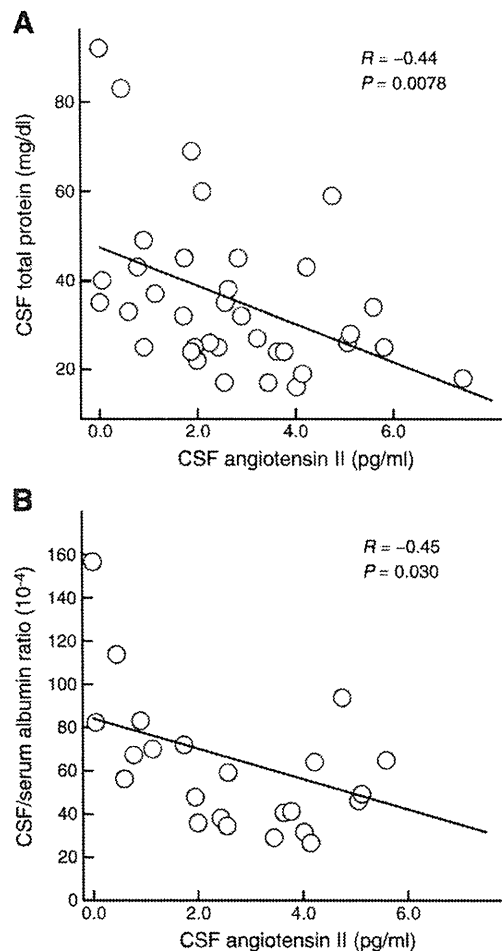 A
R = −0.44
P = 0.0078
CSF total protein (mg/dl)
80
60
40
20
0.0 2.0 4.0 6.0
CSF angiotensin II (pg/ml)
B
R = −0.45
P = 0.030
CSF/serum albumin ratio (10⁻⁴)
160
140
120
100
80
60
40
20
0
0.0 2.0 4.0 6.0
CSF angiotensin II (pg/ml)